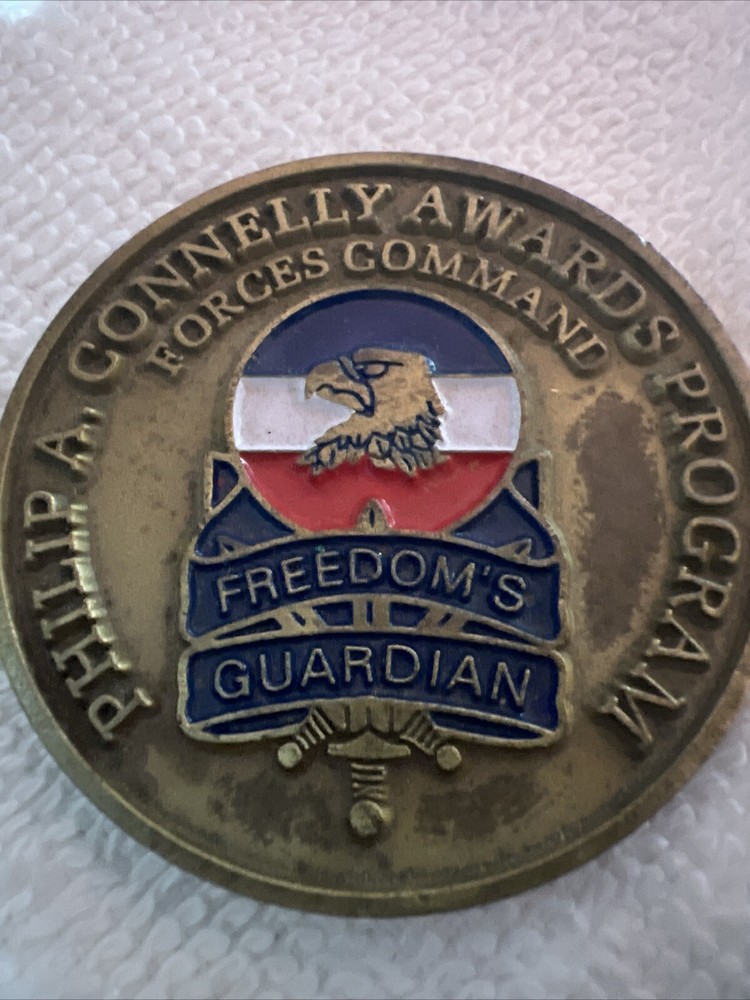 PHILIP A. CONNELLY AWARDS PROGRAM
FORCES COMMAND
FREEDOM'S
GUARDIAN